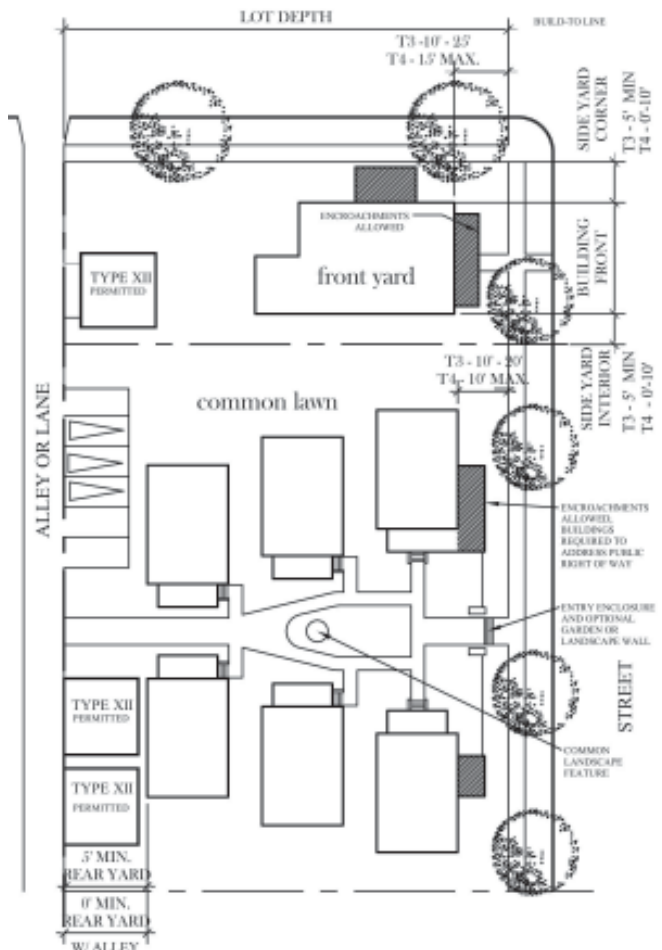 LOT DEPTH
BUILD-TO LINE
T3 -10' - 25'
T4 - 15' MAX.
SIDE YARD
CORNER
T3 - 5' MIN
T4 - 0'-10'
ENCROACHMENTS
ALLOWED
front yard
BUILDING
FRONT
TYPE XII
PERMITTED
T3 - 10' - 20'
T4 - 10' MAX.
SIDE YARD
INTERIOR
T3 - 5' MIN
T4 - 0'-10'
common lawn
ALLEY OR LANE
ENCROACHMENTS
ALLOWED,
BUILDINGS
REQUIRED TO
ADDRESS PUBLIC
RIGHT OF WAY
ENTRY ENCLOSURE
AND OPTIONAL
GARDEN OR
LANDSCAPE WALL
STREET
TYPE XII
PERMITTED
COMMON
LANDSCAPE
FEATURE
TYPE XII
PERMITTED
5' MIN.
REAR YARD
0' MIN.
REAR YARD
W/ ALLEY